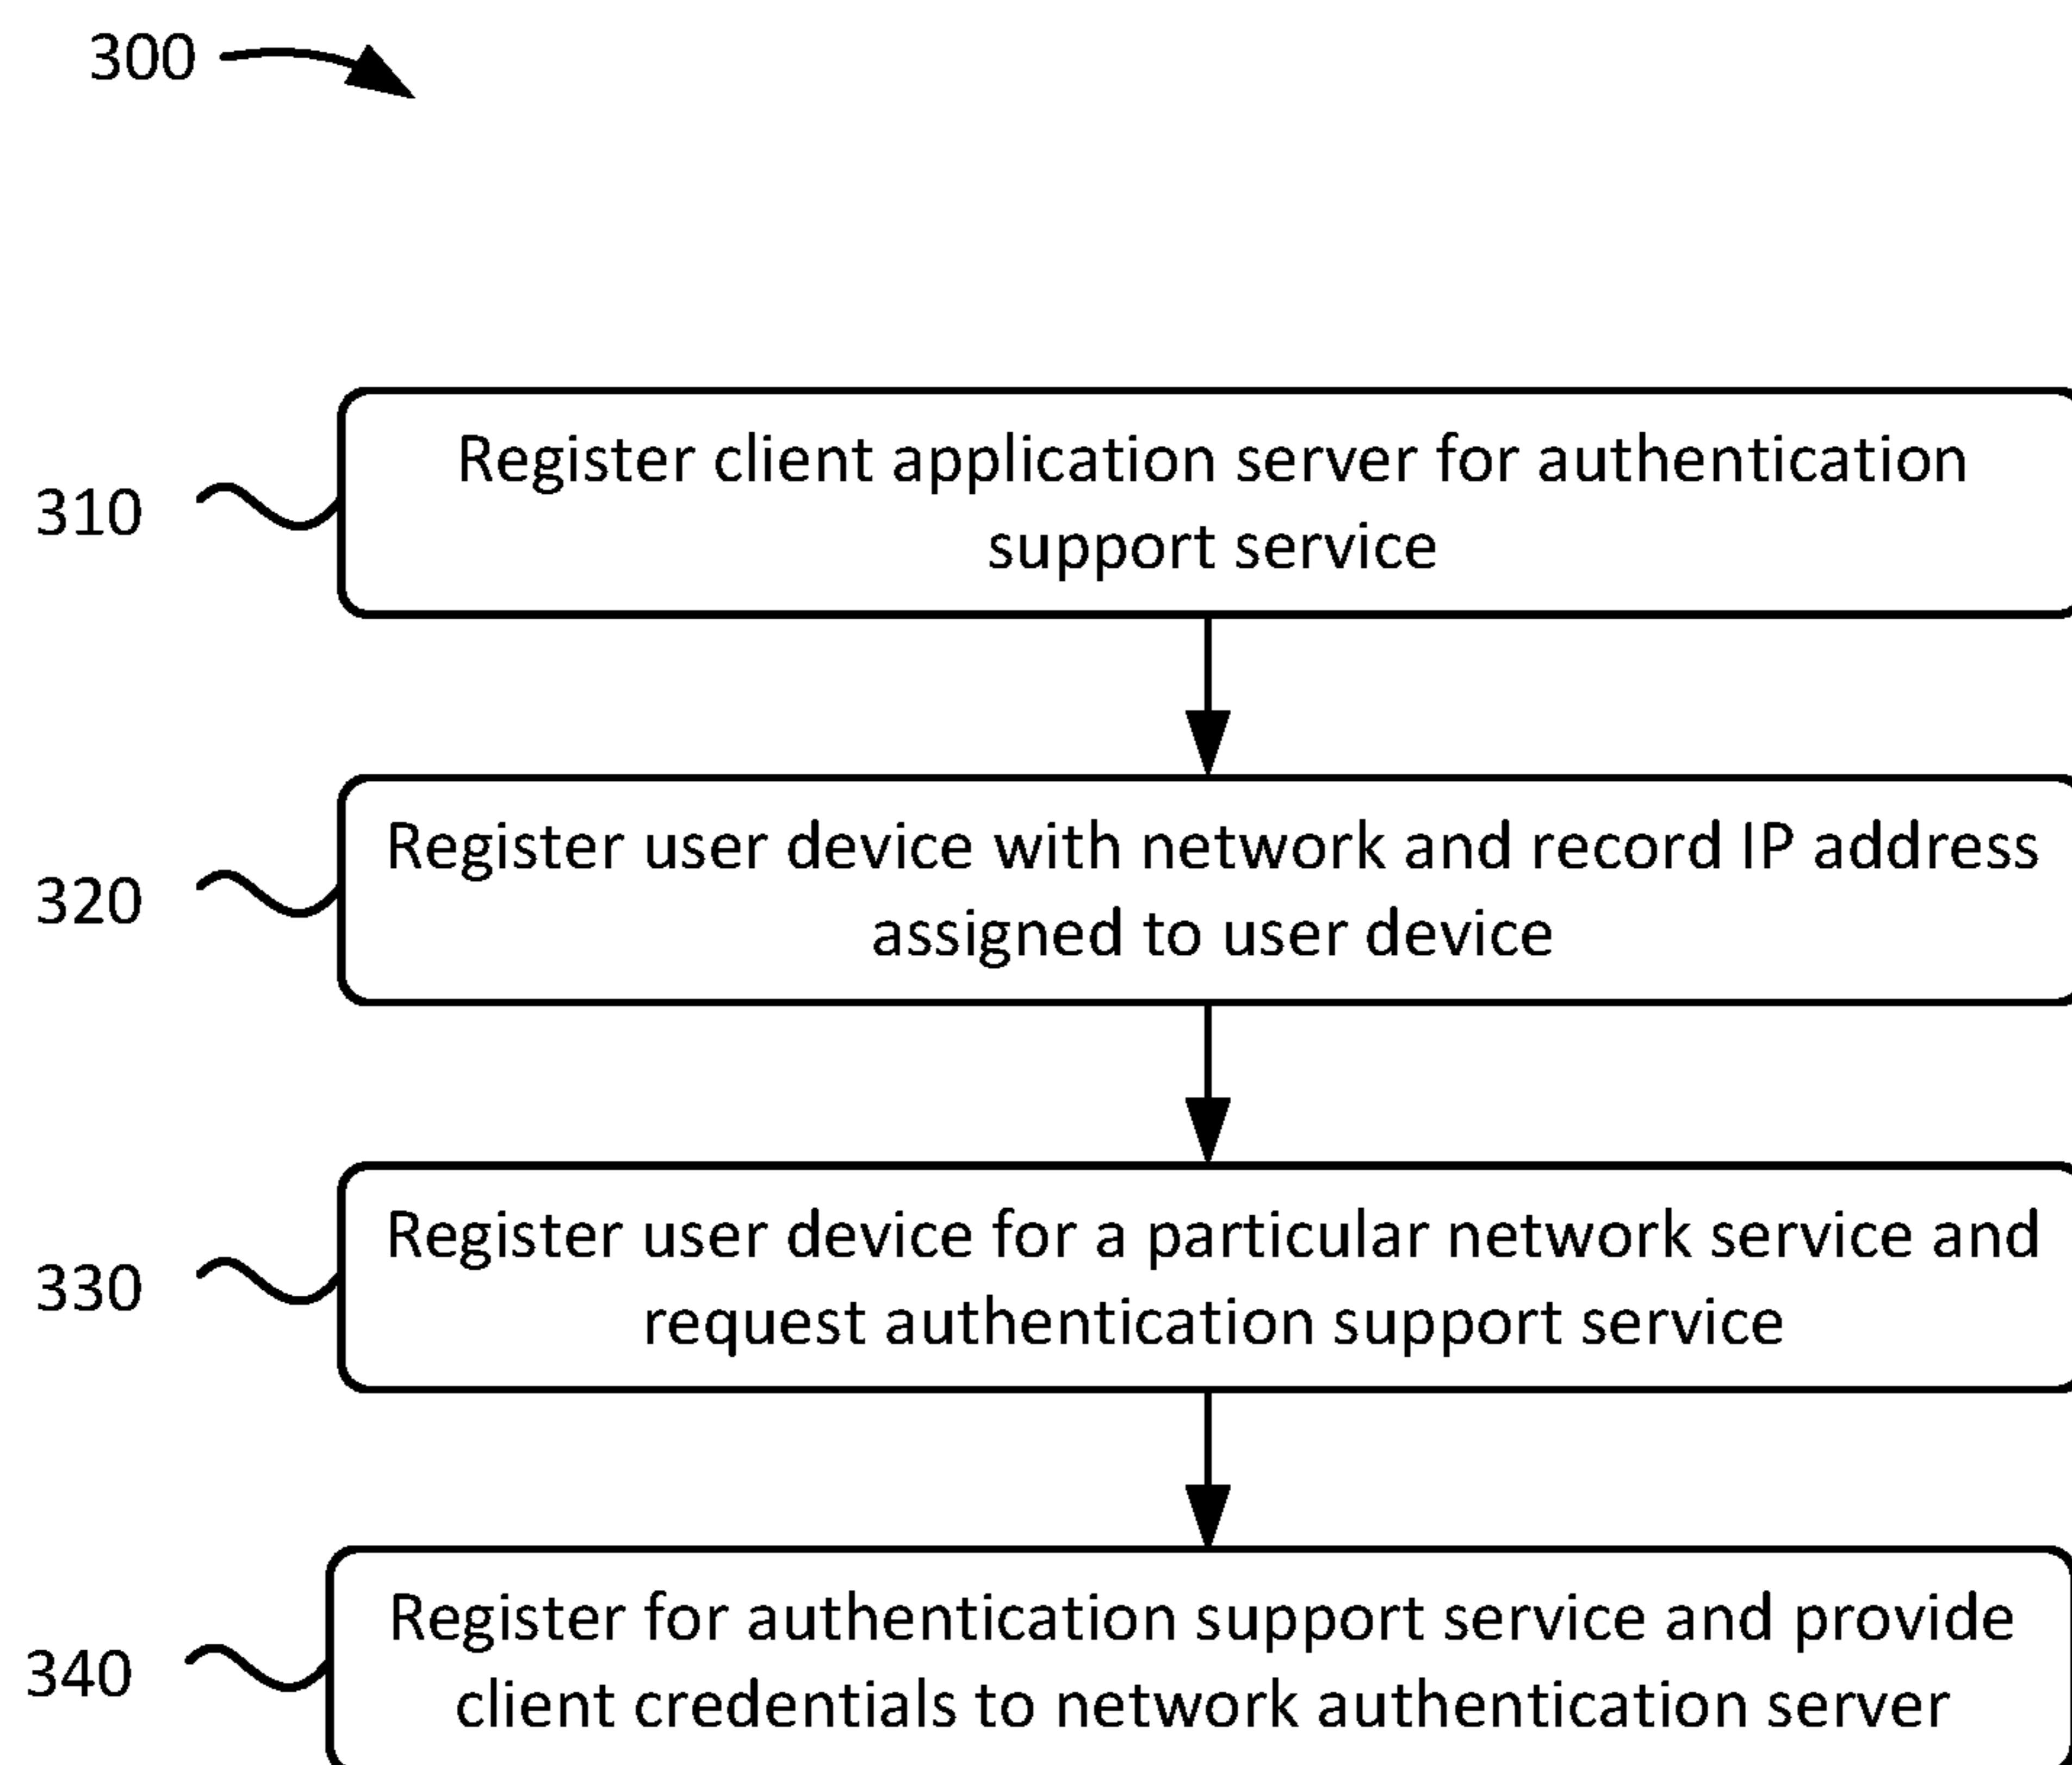 300
310
Register client application server for authentication
support service
320
Register user device with network and record IP address
assigned to user device
330
Register user device for a particular network service and
request authentication support service
340
Register for authentication support service and provide
client credentials to network authentication server